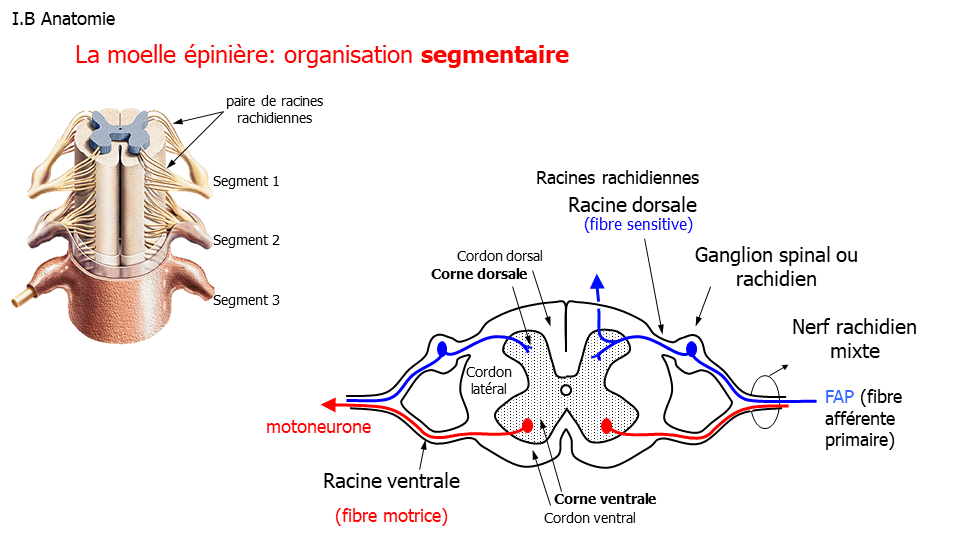 I.B Anatomie
La moelle épinière: organisation segmentaire
paire de racines
rachidiennes
Segment 1
Segment 2
Segment 3
Racines rachidiennes
Racine dorsale
(fibre sensitive)
Cordon dorsal
Corne dorsale
Ganglion spinal ou
rachidien
Nerf rachidien
mixte
Cordon
latéral
FAP (fibre
afférente
primaire)
motoneurone
Racine ventrale
(fibre motrice)
Corne ventrale
Cordon ventral